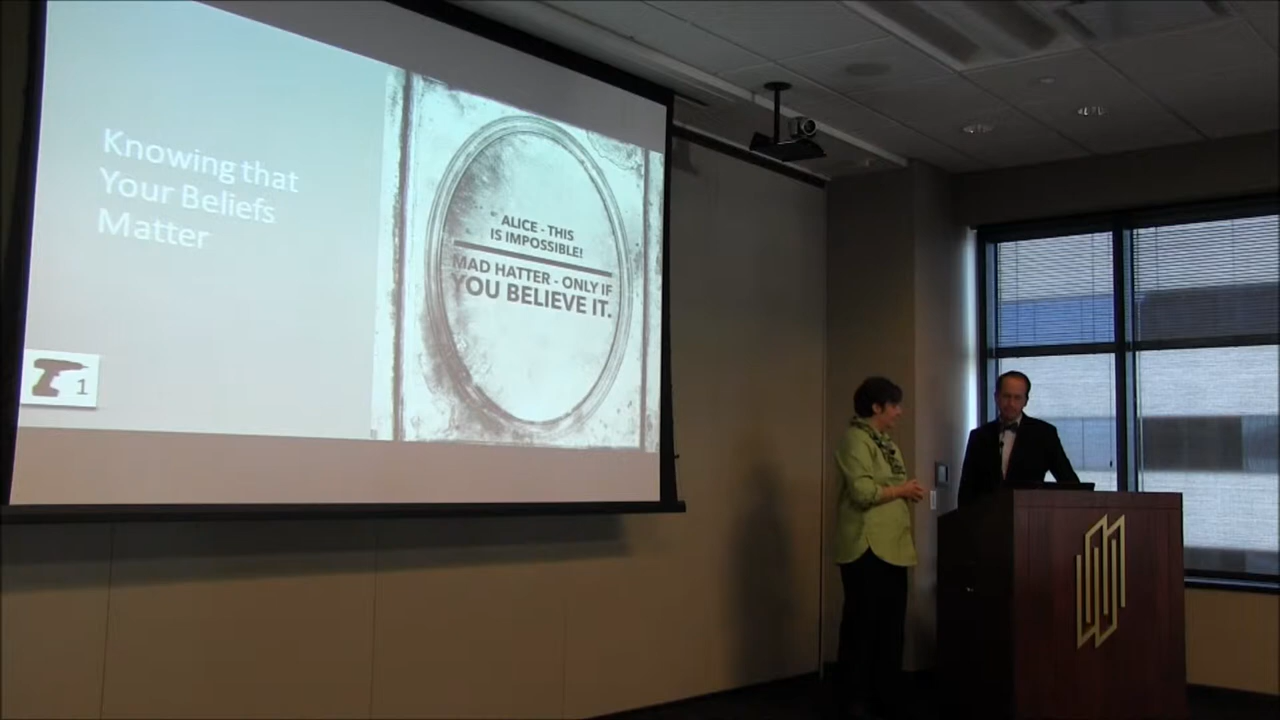 Knowing that
Your Beliefs
Matter
ALICE - THIS
IS IMPOSSIBLE!
MAD HATTER - ONLY IF
YOU BELIEVE IT.
1